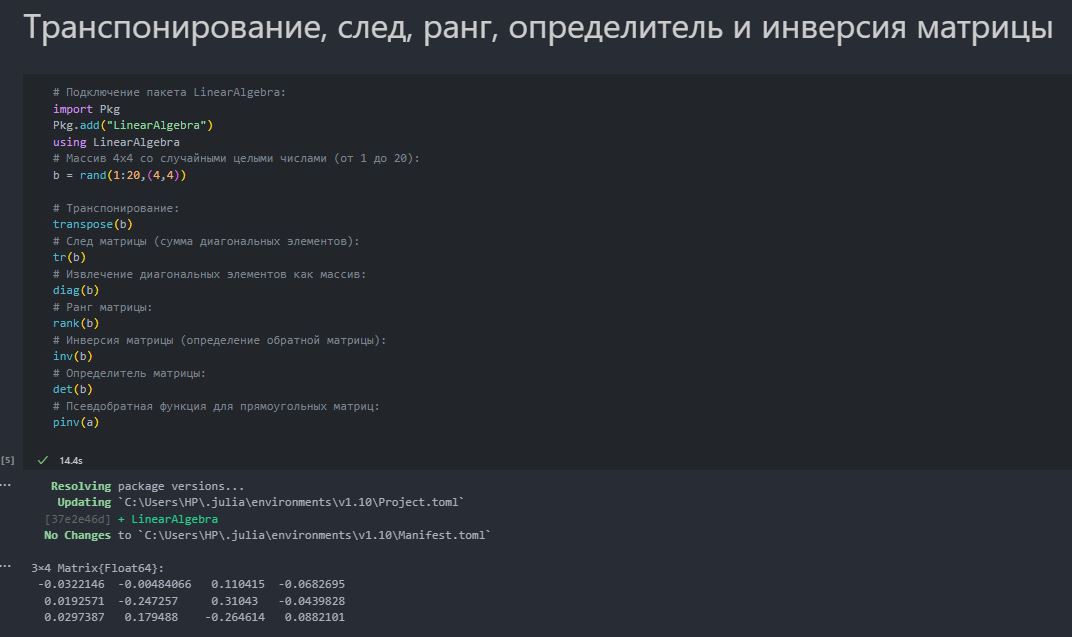 Транспонирование, след, ранг, определитель и инверсия матрицы
# Подключение пакета LinearAlgebra:
import Pkg
Pkg.add("LinearAlgebra")
using LinearAlgebra
# Массив 4x4 со случайными целыми числами (от 1 до 20):
b = rand(1:20,(4,4))
# Транспонирование:
transpose(b)
# След матрицы (сумма диагональных элементов):
tr(b)
# Извлечение диагональных элементов как массив:
diag(b)
# Ранг матрицы:
rank(b)
# Инверсия матрицы (определение обратной матрицы):
inv(b)
# Определитель матрицы:
det(b)
# Псевдобратная функция для прямоугольных матриц:
pinv(a)
[5] ✓ 14.4s
... Resolving package versions...
Updating `C:\Users\HP\.julia\environments\v1.10\Project.toml`
[37e2e46d] + LinearAlgebra
No Changes to `C:\Users\HP\.julia\environments\v1.10\Manifest.toml`
... 3×4 Matrix{Float64}:
-0.0322146 -0.00484066 0.110415 -0.0682695
0.0192571 -0.247257 0.31043 -0.0439828
0.0297387 0.179488 -0.264614 0.0882101